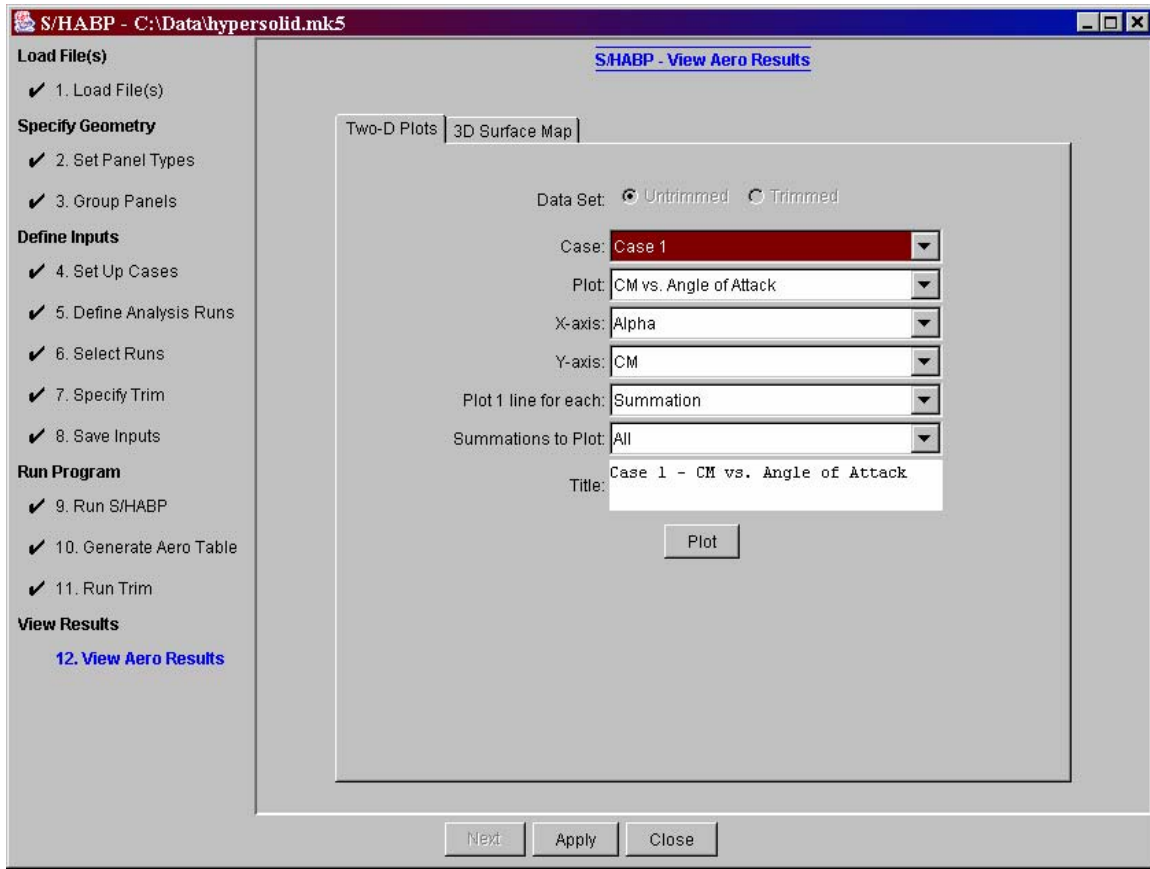 S/HABP - C:\Data\hypersolid.mk5
Load File(s)
✔ 1. Load File(s)
Specify Geometry
✔ 2. Set Panel Types
✔ 3. Group Panels
Define Inputs
✔ 4. Set Up Cases
✔ 5. Define Analysis Runs
✔ 6. Select Runs
✔ 7. Specify Trim
✔ 8. Save Inputs
Run Program
✔ 9. Run S/HABP
✔ 10. Generate Aero Table
✔ 11. Run Trim
View Results
12. View Aero Results
S/HABP - View Aero Results
Two-D Plots 3D Surface Map
Data Set: Untrimmed Trimmed
Case: Case 1
Plot: CM vs. Angle of Attack
X-axis: Alpha
Y-axis: CM
Plot 1 line for each: Summation
Summations to Plot: All
Title: Case 1 - CM vs. Angle of Attack
Plot
Next Apply Close